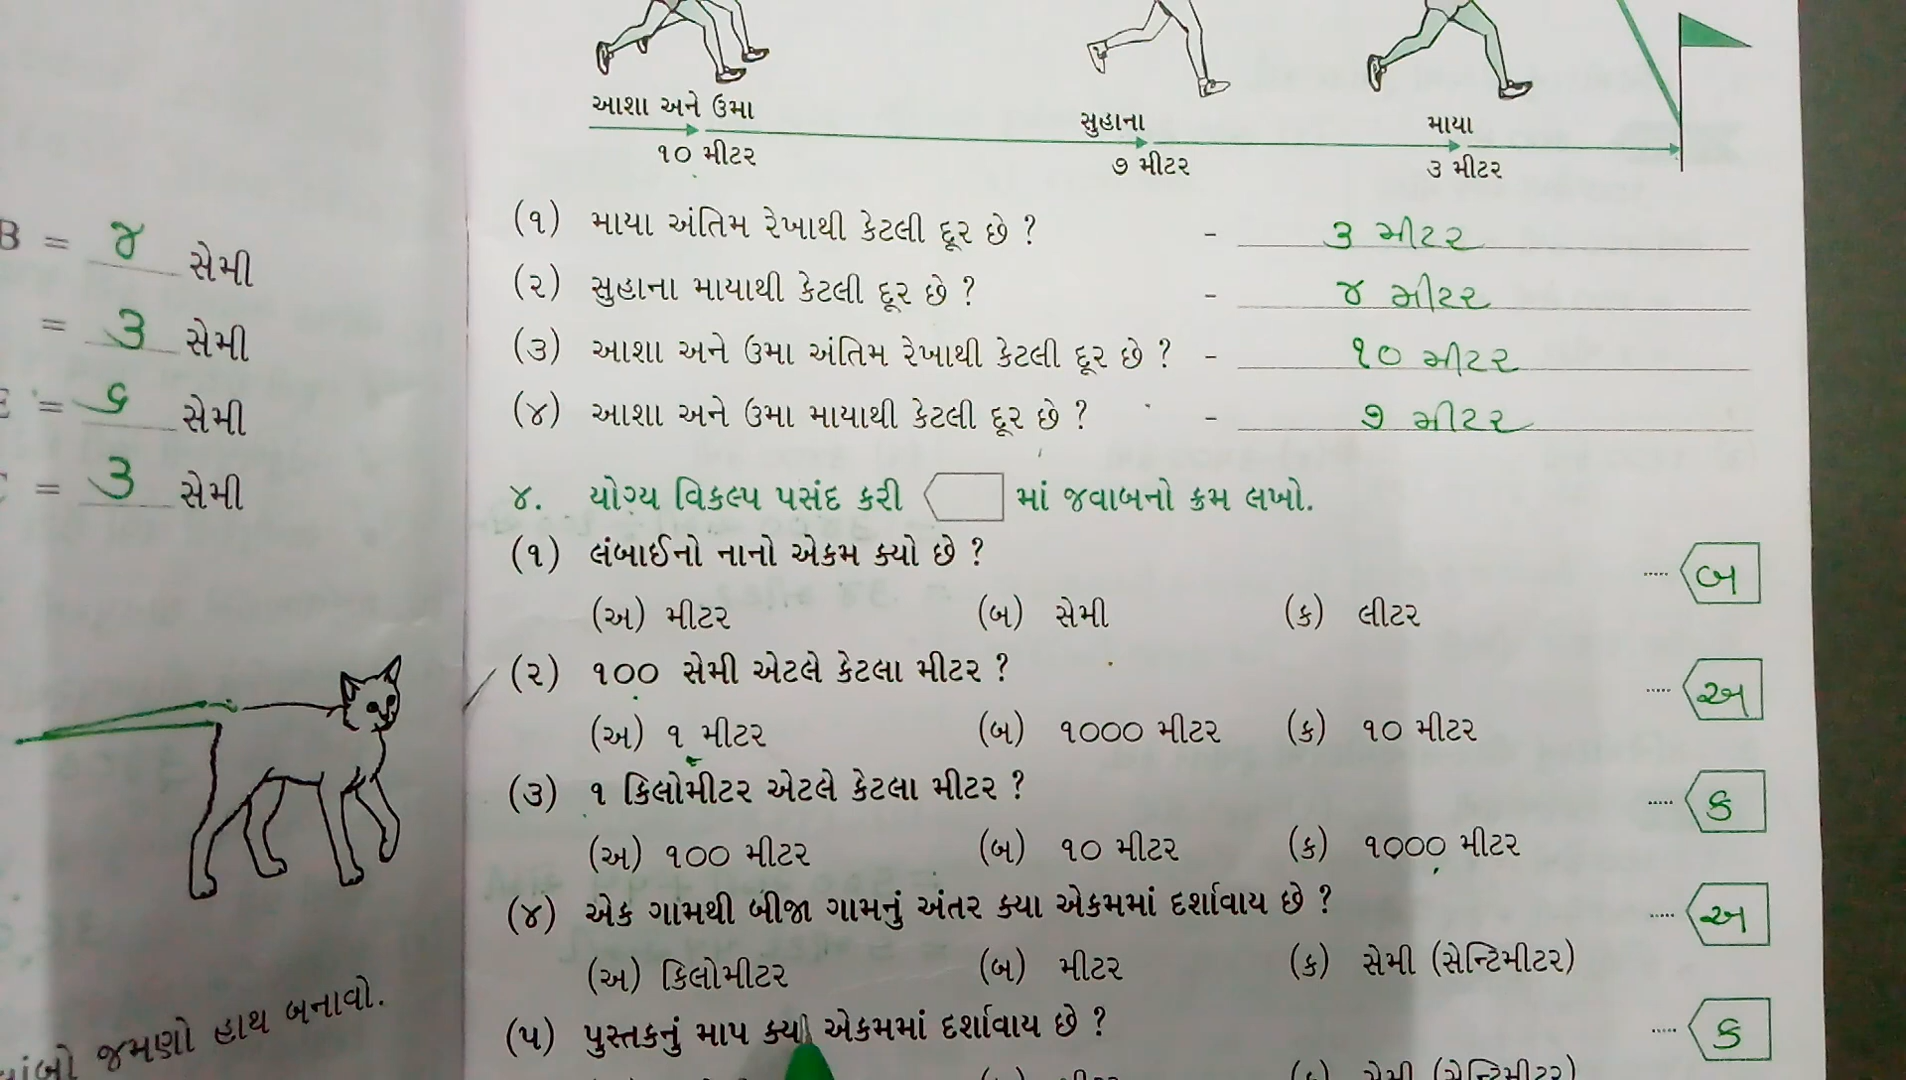 આશા અને ઉમા
સુહાના
માયા
૧૦ મીટર
૭ મીટર
૩ મીટર
(૧) માયા અંતિમ રેખાથી કેટલી દૂર છે ? - ૩ મીટર
(૨) સુહાના માયાથી કેટલી દૂર છે ? - ૪ મીટર
(૩) આશા અને ઉમા અંતિમ રેખાથી કેટલી દૂર છે ? - ૧૦ મીટર
(૪) આશા અને ઉમા માયાથી કેટલી દૂર છે ? - ૭ મીટર
૪. યોગ્ય વિકલ્પ પસંદ કરી માં જવાબનો ક્રમ લખો.
(૧) લંબાઈનો નાનો એકમ ક્યો છે ? ..... બ
(અ) મીટર (બ) સેમી (ક) લીટર
(૨) ૧૦૦ સેમી એટલે કેટલા મીટર ? ..... અ
(અ) ૧ મીટર (બ) ૧૦૦૦ મીટર (ક) ૧૦ મીટર
(૩) ૧ કિલોમીટર એટલે કેટલા મીટર ? ..... ક
(અ) ૧૦૦ મીટર (બ) ૧૦ મીટર (ક) ૧૦૦૦ મીટર
(૪) એક ગામથી બીજા ગામનું અંતર ક્યા એકમમાં દર્શાવાય છે ? ..... અ
(અ) કિલોમીટર (બ) મીટર (ક) સેમી (સેન્ટિમીટર)
(૫) પુસ્તકનું માપ ક્યા એકમમાં દર્શાવાય છે ? ..... ક
(ક) સેમી (સેન્ટિમીટર)
B = ૪ સેમી
= ૩ સેમી
= ૬ સેમી
= ૩ સેમી
જમણો હાથ બનાવો.